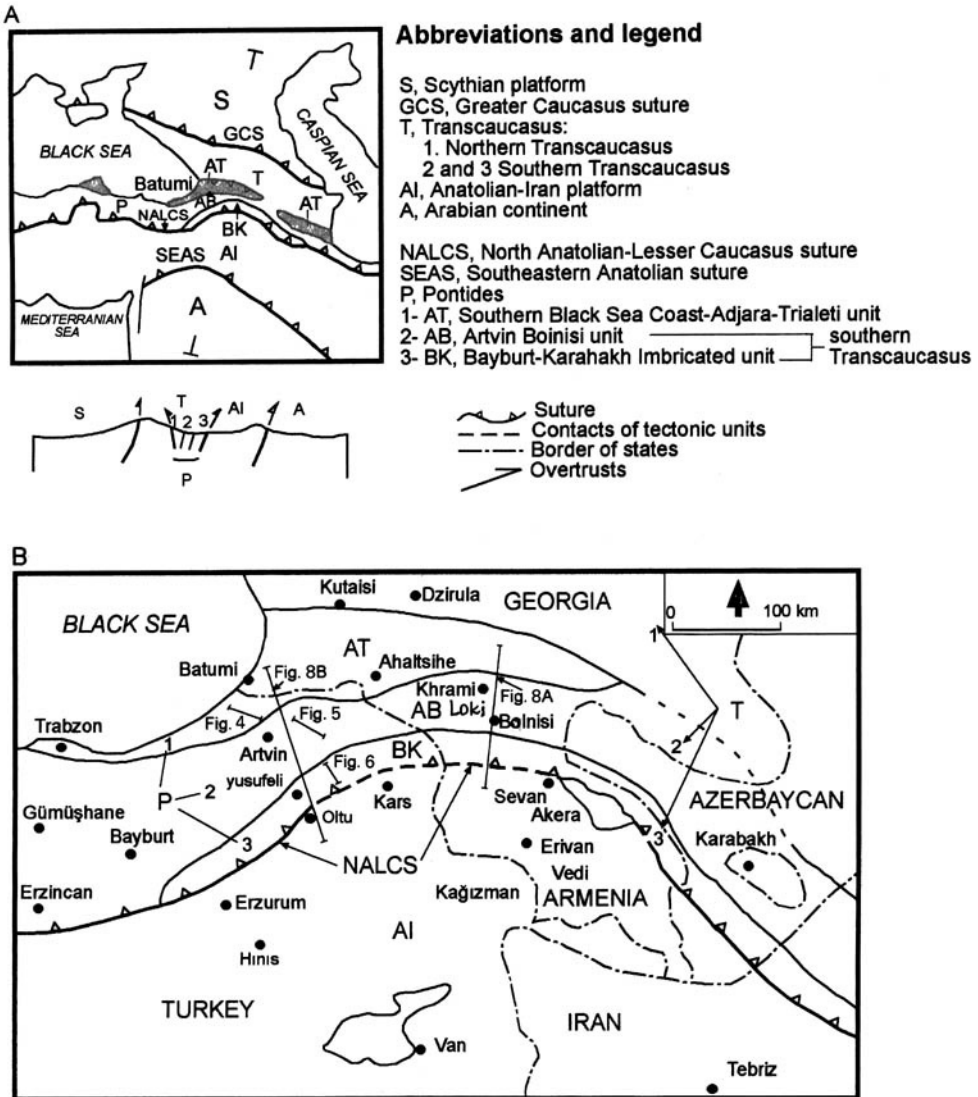 A
T
S
GCS
CASPIAN SEA
BLACK SEA
AT
Batumi
T
P
AB
NALCS
AT
BK
SEAS
AI
MEDITERRANIAN
SEA
A
Abbreviations and legend
S, Scythian platform
GCS, Greater Caucasus suture
T, Transcaucasus:
1. Northern Transcaucasus
2 and 3 Southern Transcaucasus
AI, Anatolian-Iran platform
A, Arabian continent
NALCS, North Anatolian-Lesser Caucasus suture
SEAS, Southeastern Anatolian suture
P, Pontides
1- AT, Southern Black Sea Coast-Adjara-Trialeti unit
2- AB, Artvin Boinisi unit
3- BK, Bayburt-Karahakh Imbricated unit
southern
Transcaucasus
S
T
1 2 3
AI
A
P
Suture
Contacts of tectonic units
Border of states
Overtrusts
B
Kutaisi
Dzirula
GEORGIA
0 100 km
BLACK SEA
1
AT
Batumi
Fig. 8B
Ahaltsihe
Khrami
Fig. 8A
AB Loki
Bolnisi
T
Trabzon
Fig. 4
Fig. 5
2
1
Artvin
BK
P
2
yusufeli
Fig. 6
AZERBAYCAN
Gümüşhane
Kars
Sevan
Akera
Oltu
Bayburt
3
3
Karabakh
NALCS
Erivan
Vedi
Erzincan
Erzurum
Kağızman
ARMENIA
AI
Hınıs
TURKEY
IRAN
Van
Tebriz